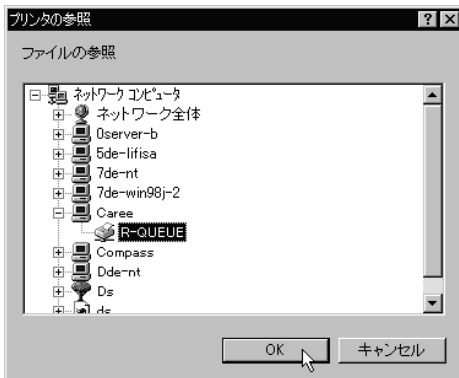 プリンタの参照
ファイルの参照
ネットワーク コンピュータ
ネットワーク全体
0server-b
5de-lifisa
7de-nt
7de-win98j-2
Caree
R-QUEUE
Compass
Dde-nt
Ds
ds
OK
キャンセル